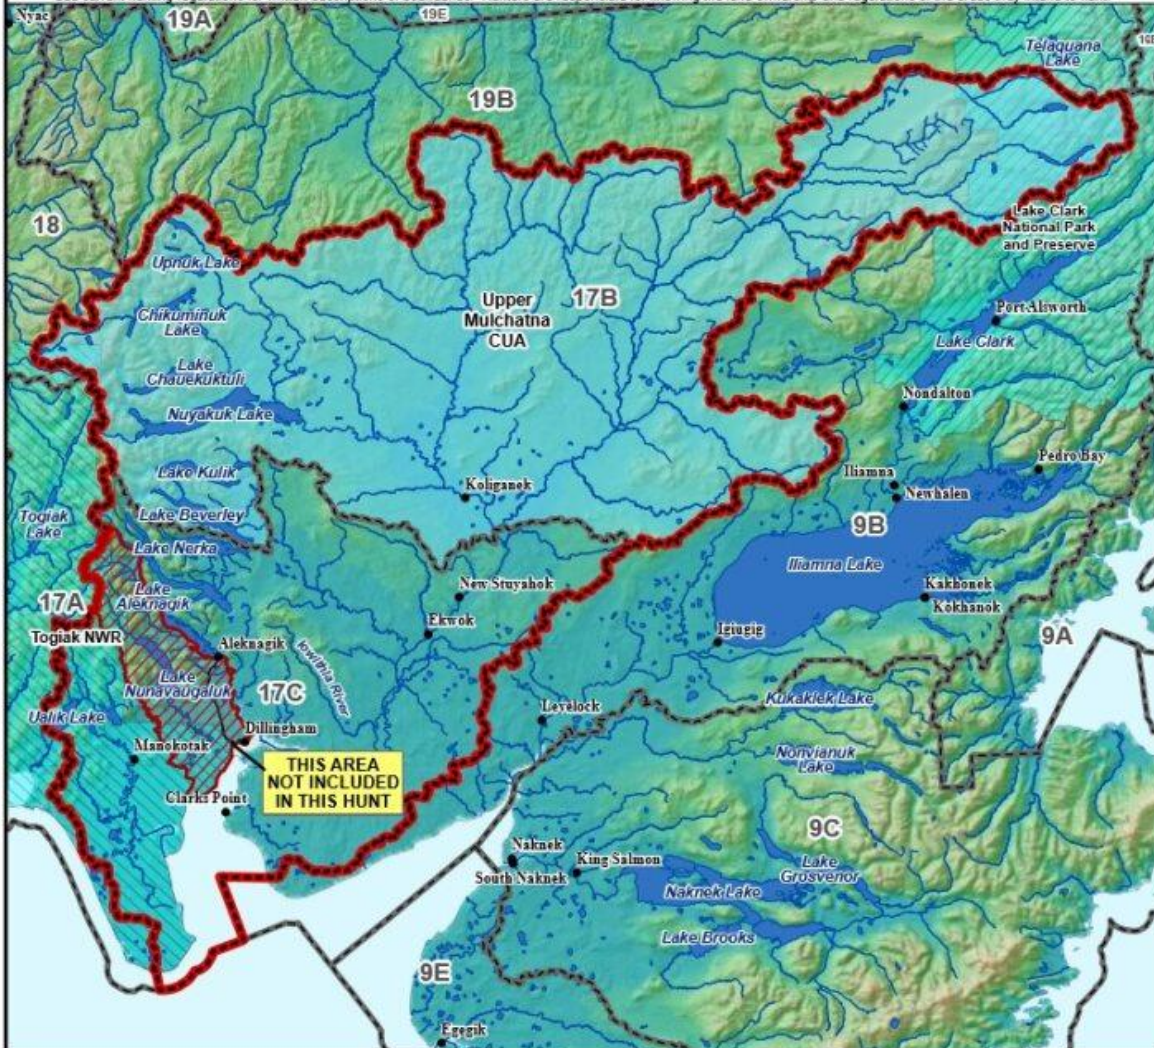 Nyac
19A
19E
Telaquana
Lake
19B
18
Lake Clark
National Park
and Preserve
Upnuk Lake
Upper
Mulchatna
CUA
17B
Chikuminuk
Lake
Port Alsworth
Lake Clark
Lake
Chauekuktuli
Nuyakuk Lake
Nondalton
Lake Kulik
Koliganek
Iliamna
Pedro Bay
Newhalen
Lake Beverley
Togiak
Lake
9B
Lake Nerka
Iliamna Lake
Lake
Aleknagik
New Stuyahok
Kakhonek
Kokhanok
17A
Togiak NWR
Ekwok
Igiugig
9A
Aleknagik
Iowithla River
Lake
Nunavaugaluk
17C
Kukaklek Lake
Ualik Lake
Levelock
Dillingham
Manokotak
Nonvianuk
Lake
THIS AREA
NOT INCLUDED
IN THIS HUNT
Clarks Point
9C
Naknek
King Salmon
South Naknek
Lake
Grosvenor
Naknek Lake
Lake Brooks
9E
Egegik